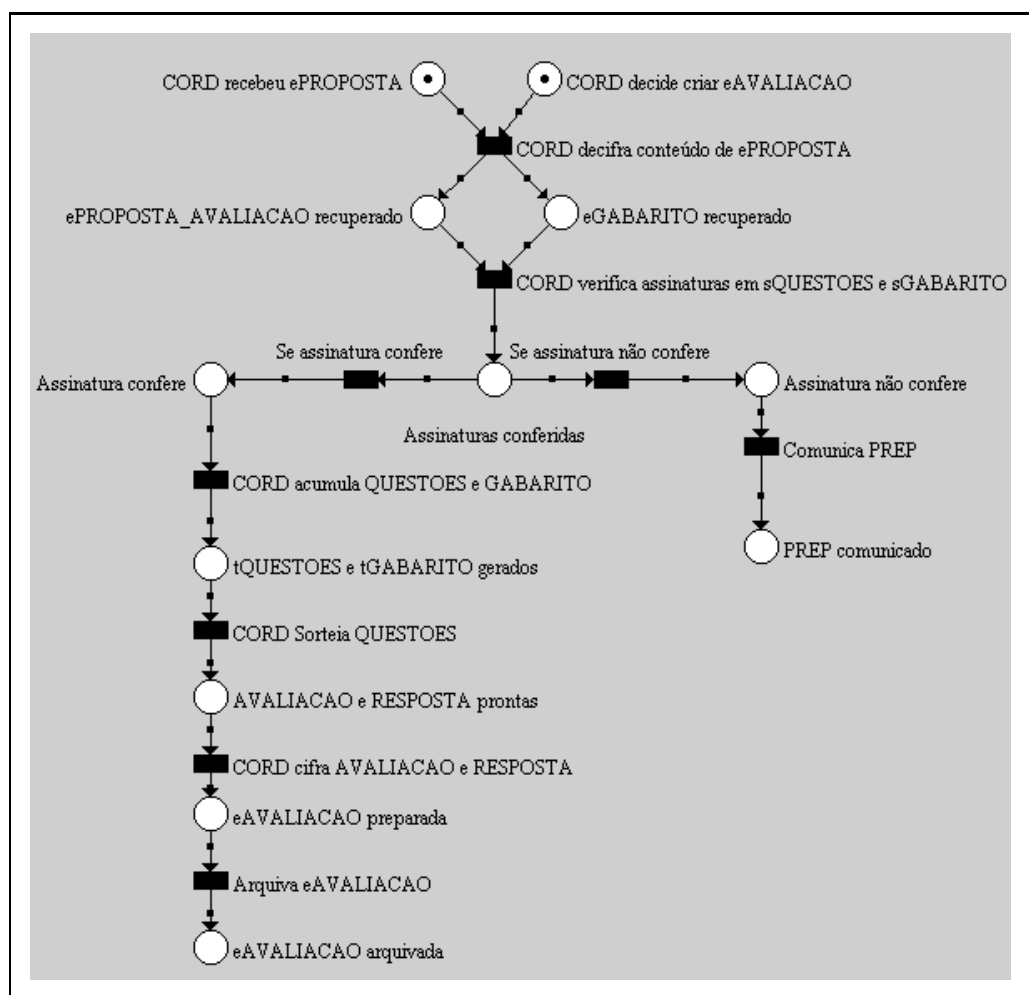 CORD recebeu ePROPOSTA
CORD decide criar eAVALIACAO
CORD decifra conteúdo de ePROPOSTA
ePROPOSTA_AVALIACAO recuperado
eGABARITO recuperado
CORD verifica assinaturas em sQUESTOES e sGABARITO
Se assinatura confere
Se assinatura não confere
Assinatura confere
Assinatura não confere
Assinaturas conferidas
Comunica PREP
CORD acumula QUESTOES e GABARITO
PREP comunicado
tQUESTOES e tGABARITO gerados
CORD Sorteia QUESTOES
AVALIACAO e RESPOSTA prontas
CORD cifra AVALIACAO e RESPOSTA
eAVALIACAO preparada
Arquiva eAVALIACAO
eAVALIACAO arquivada